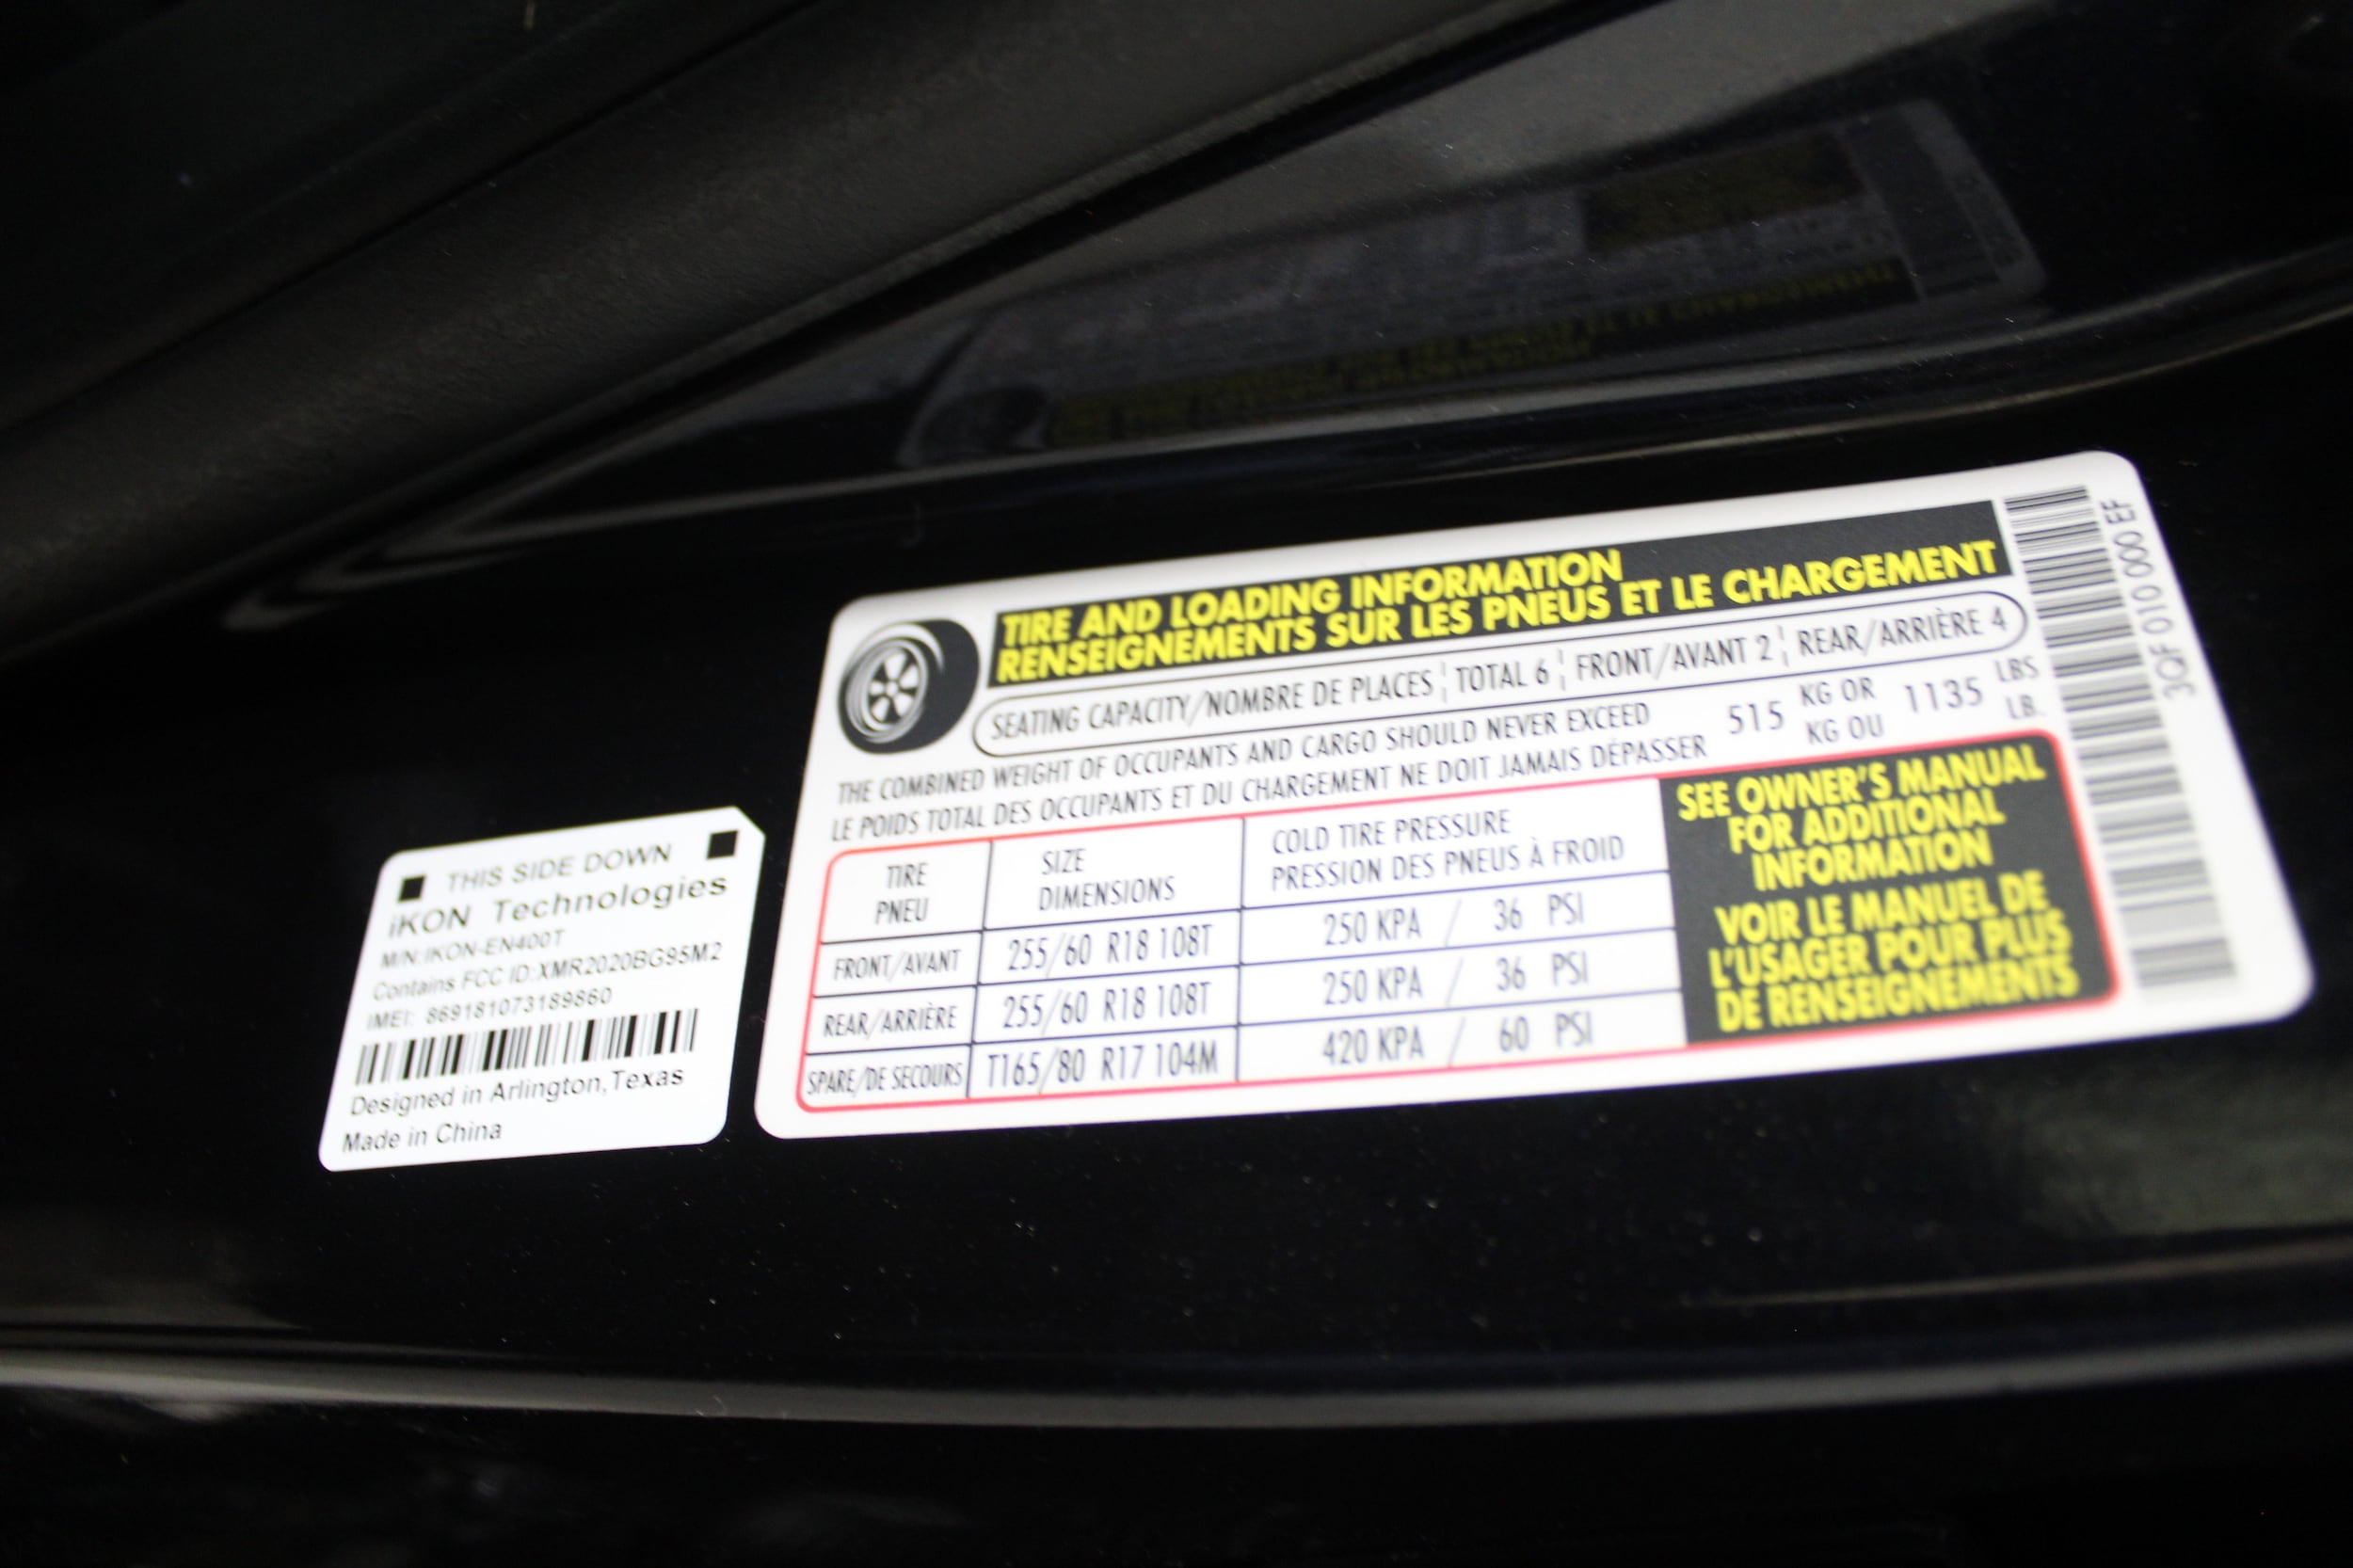 THIS SIDE DOWN
iKON Technologies
M/N:IKON-EN400T
Contains FCC ID:XMR2020BG95M2
IMEI: 869181073189860
Designed in Arlington,Texas
Made in China
TIRE AND LOADING INFORMATION
RENSEIGNEMENTS SUR LES PNEUS ET LE CHARGEMENT
SEATING CAPACITY/NOMBRE DE PLACES TOTAL 6 FRONT/AVANT 2 REAR/ARRIÈRE 4
THE COMBINED WEIGHT OF OCCUPANTS AND CARGO SHOULD NEVER EXCEED 515 KG OR 1135 LBS
LE POIDS TOTAL DES OCCUPANTS ET DU CHARGEMENT NE DOIT JAMAIS DÉPASSER KG OU LB.
TIRE SIZE COLD TIRE PRESSURE
PNEU DIMENSIONS PRESSION DES PNEUS À FROID
FRONT/AVANT 255/60 R18 108T 250 KPA / 36 PSI
REAR/ARRIÈRE 255/60 R18 108T 250 KPA / 36 PSI
SPARE/DE SECOURS T165/80 R17 104M 420 KPA / 60 PSI
SEE OWNER'S MANUAL
FOR ADDITIONAL
INFORMATION
VOIR LE MANUEL DE
L'USAGER POUR PLUS
DE RENSEIGNEMENTS
3QF 010 000 EF